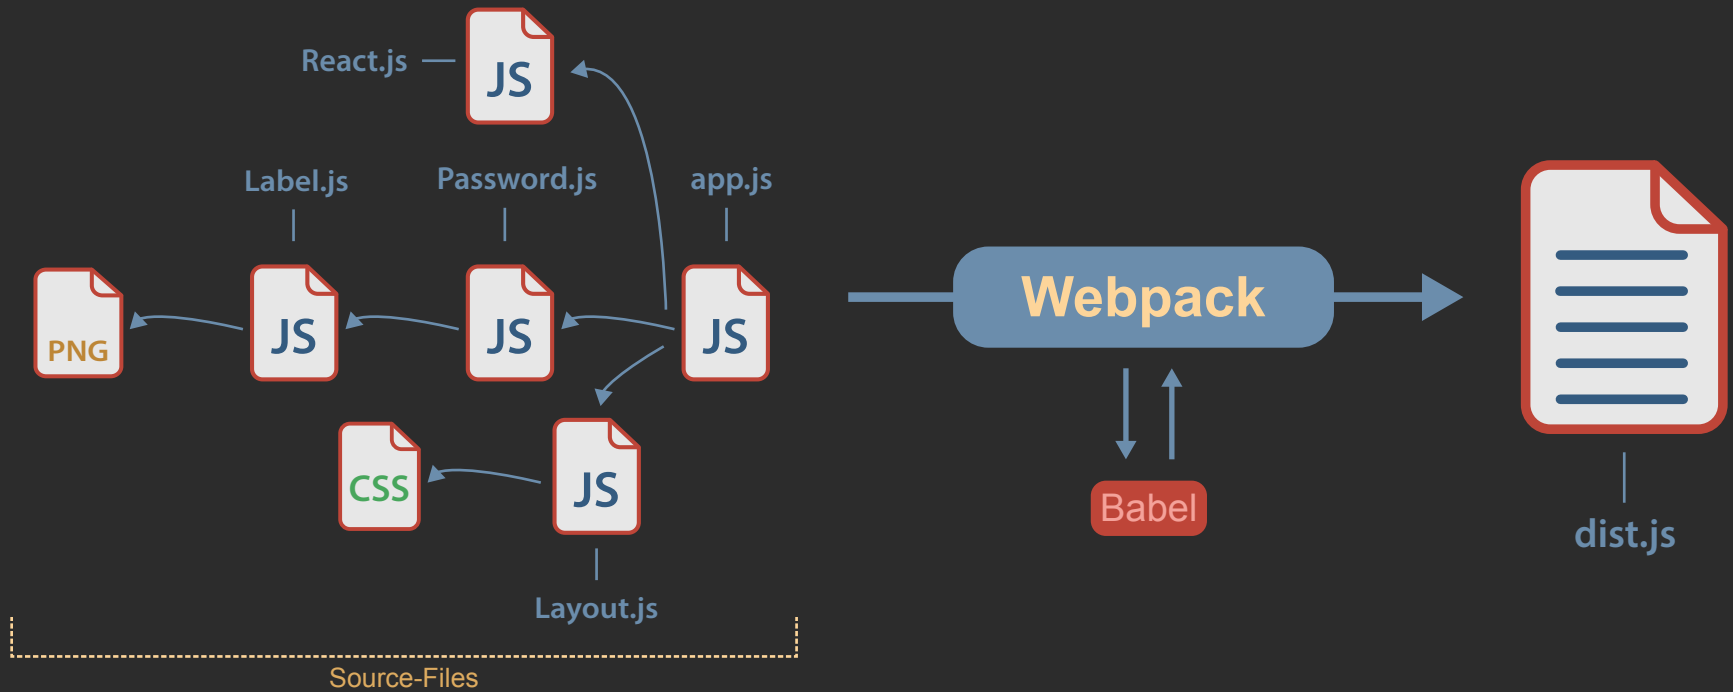 React.js
JS
Label.js
Password.js
app.js
PNG
JS
JS
JS
CSS
JS
Layout.js
Source-Files
Webpack
Babel
dist.js